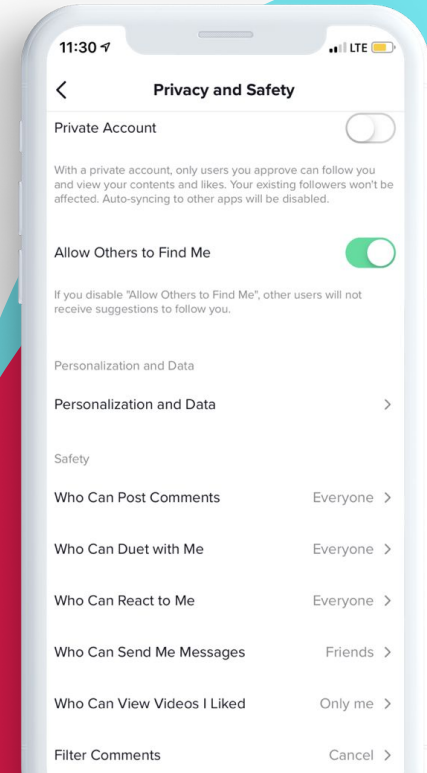 11:30
LTE
Privacy and Safety
Private Account
With a private account, only users you approve can follow you
and view your contents and likes. Your existing followers won't be
affected. Auto-syncing to other apps will be disabled.
Allow Others to Find Me
If you disable "Allow Others to Find Me", other users will not
receive suggestions to follow you.
Personalization and Data
Personalization and Data
Safety
Who Can Post Comments Everyone
Who Can Duet with Me Everyone
Who Can React to Me Everyone
Who Can Send Me Messages Friends
Who Can View Videos I Liked Only me
Filter Comments Cancel